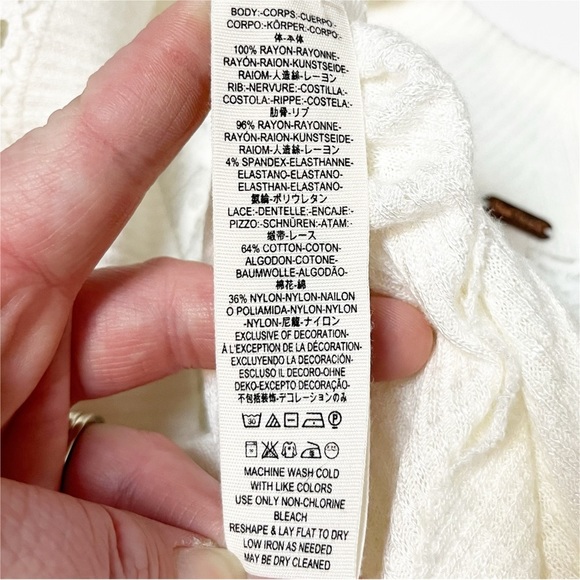 BODY:-CORPS:-CUERPO:-
CORPO:-KÖRPER:-CORPO:-
体-本体
100% RAYON-RAYONNE-
RAYÓN-RAION-KUNSTSEIDE-
RAIOM-人造絲-レーヨン
RIB:-NERVURE:-COSTILLA:-
COSTOLA:-RIPPE:-COSTELA:-
肋骨-リブ
96% RAYON-RAYONNE-
RAYÓN-RAION-KUNSTSEIDE-
RAIOM-人造絲-レーヨン
4% SPANDEX-ELASTHANNE-
ELASTANO-ELASTANO-
ELASTHAN-ELASTANO-
氨綸-ポリウレタン
LACE:-DENTELLE:-ENCAJE:-
PIZZO:-SCHNÜREN:-ATAM:-
緞帶-レース
64% COTTON-COTON-
ALGODON-COTONE-
BAUMWOLLE-ALGODÃO-
棉花-綿
36% NYLON-NYLON-NAILON
O POLIAMIDA-NYLON-NYLON
-NYLON-尼龍-ナイロン
EXCLUSIVE OF DECORATION-
À L'EXCEPTION DE LA DÉCORATION-
EXCLUYENDO LA DECORACIÓN-
ESCLUSO IL DECORO-OHNE
DEKO-EXCEPTO DECORAÇÃO-
不包括裝飾-デコレーションのみ
30 P
MACHINE WASH COLD
WITH LIKE COLORS
USE ONLY NON-CHLORINE
BLEACH
RESHAPE & LAY FLAT TO DRY
LOW IRON AS NEEDED
MAY BE DRY CLEANED